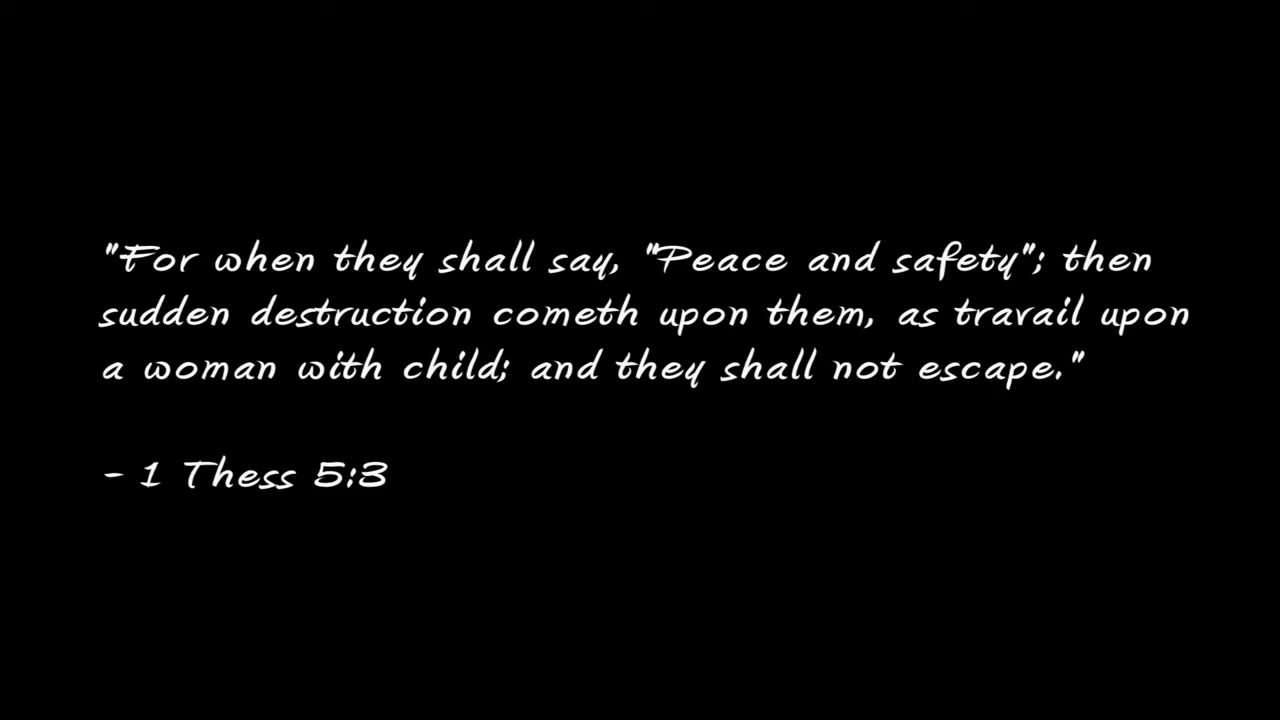 "For when they shall say, "Peace and safety"; then
sudden destruction cometh upon them, as travail upon
a woman with child; and they shall not escape."
- 1 Thess 5:3